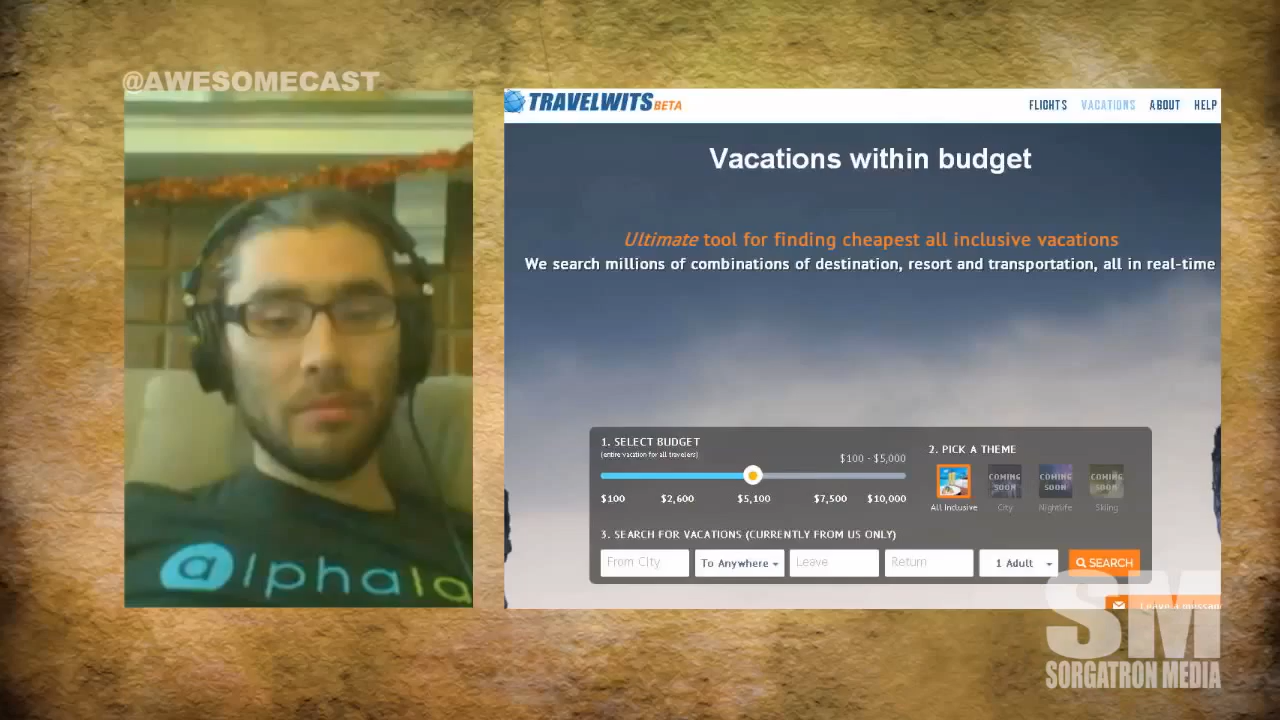 @AWESOMECAST
TRAVELWITS BETA
FLIGHTS VACATIONS ABOUT HELP
Vacations within budget
Ultimate tool for finding cheapest all inclusive vacations
We search millions of combinations of destination, resort and transportation, all in real-time
1. SELECT BUDGET
(entire vacation for all travelers)
$100 - $5,000
$100 $2,600 $5,100 $7,500 $10,000
2. PICK A THEME
COMING SOON COMING SOON COMING SOON
All Inclusive City Nightlife Skiing
3. SEARCH FOR VACATIONS (CURRENTLY FROM US ONLY)
From City To Anywhere Leave Return 1 Adult SEARCH
Leave a messag
alphala
SM
SORGATRON MEDIA